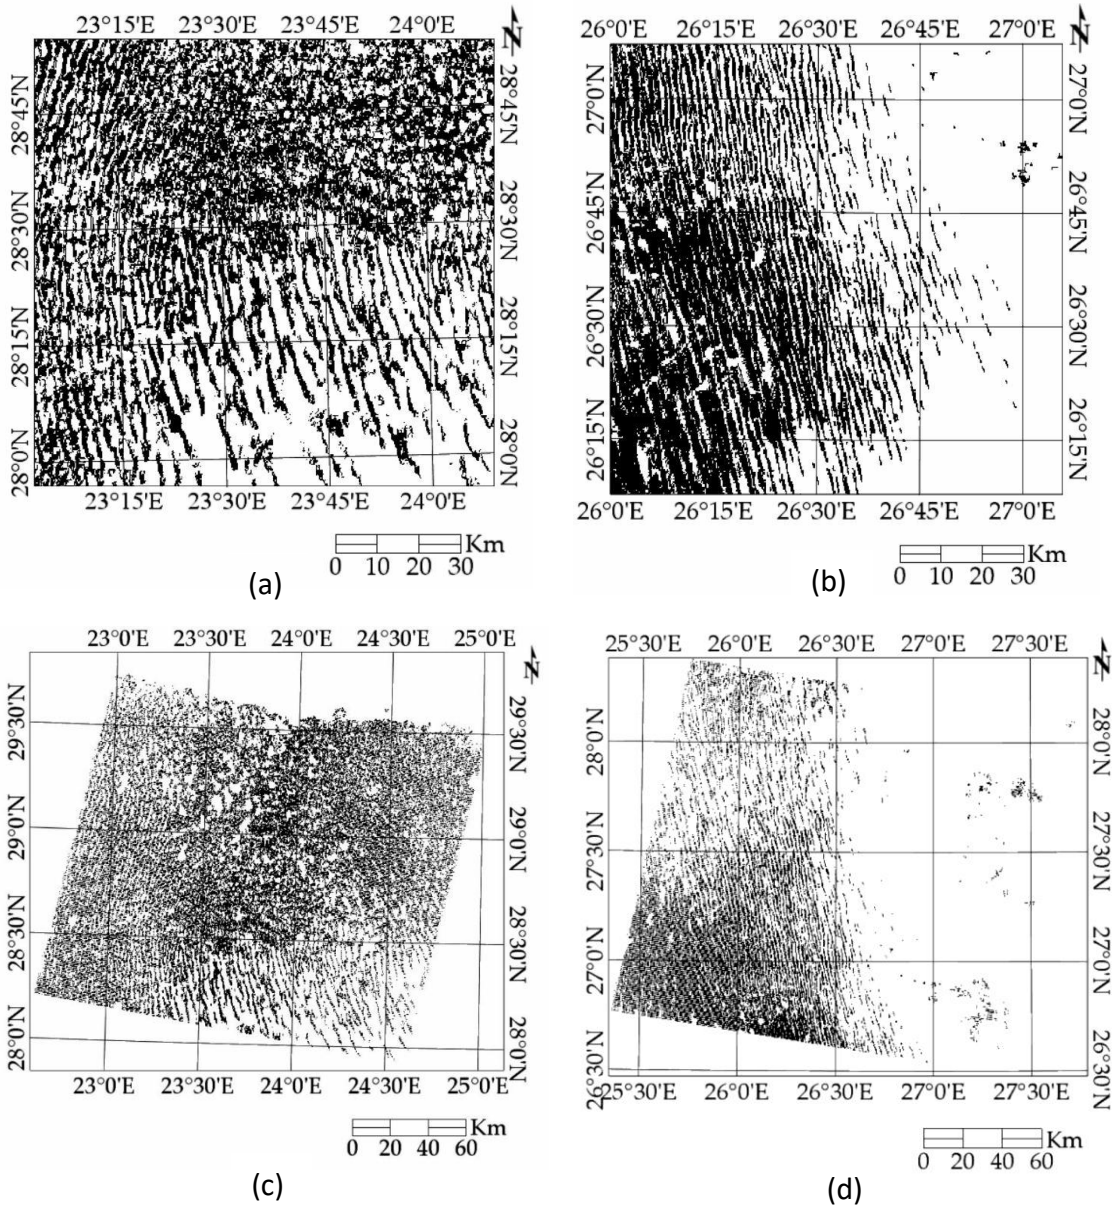 23°15'E 23°30'E 23°45'E 24°0'E
N
28°45'N 28°45'N
28°30'N 28°30'N
28°15'N 28°15'N
28°0'N 28°0'N
23°15'E 23°30'E 23°45'E 24°0'E
Km
0 10 20 30
(a)
26°0'E 26°15'E 26°30'E 26°45'E 27°0'E
N
27°0'N 27°0'N
26°45'N 26°45'N
26°30'N 26°30'N
26°15'N 26°15'N
26°0'E 26°15'E 26°30'E 26°45'E 27°0'E
Km
0 10 20 30
(b)
23°0'E 23°30'E 24°0'E 24°30'E 25°0'E
N
29°30'N 29°30'N
29°0'N 29°0'N
28°30'N 28°30'N
28°0'N 28°0'N
23°0'E 23°30'E 24°0'E 24°30'E 25°0'E
Km
0 20 40 60
(c)
25°30'E 26°0'E 26°30'E 27°0'E 27°30'E
N
28°0'N 28°0'N
27°30'N 27°30'N
27°0'N 27°0'N
26°30'N 26°30'N
25°30'E 26°0'E 26°30'E 27°0'E 27°30'E
Km
0 20 40 60
(d)